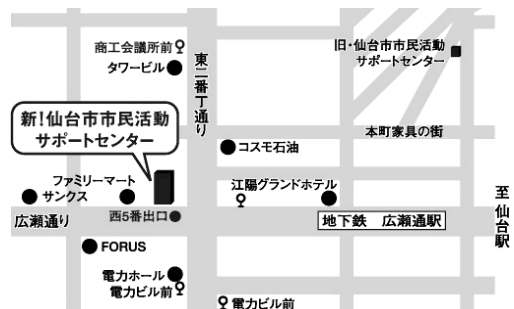 商工会議所前
タワービル
東二番丁通り
旧・仙台市市民活動
サポートセンター
新!仙台市市民活動
サポートセンター
本町家具の街
コスモ石油
ファミリーマート
サンクス
江陽グランドホテル
西5番出口
広瀬通り
地下鉄 広瀬通駅
至仙台駅
FORUS
電力ホール
電力ビル前
電力ビル前